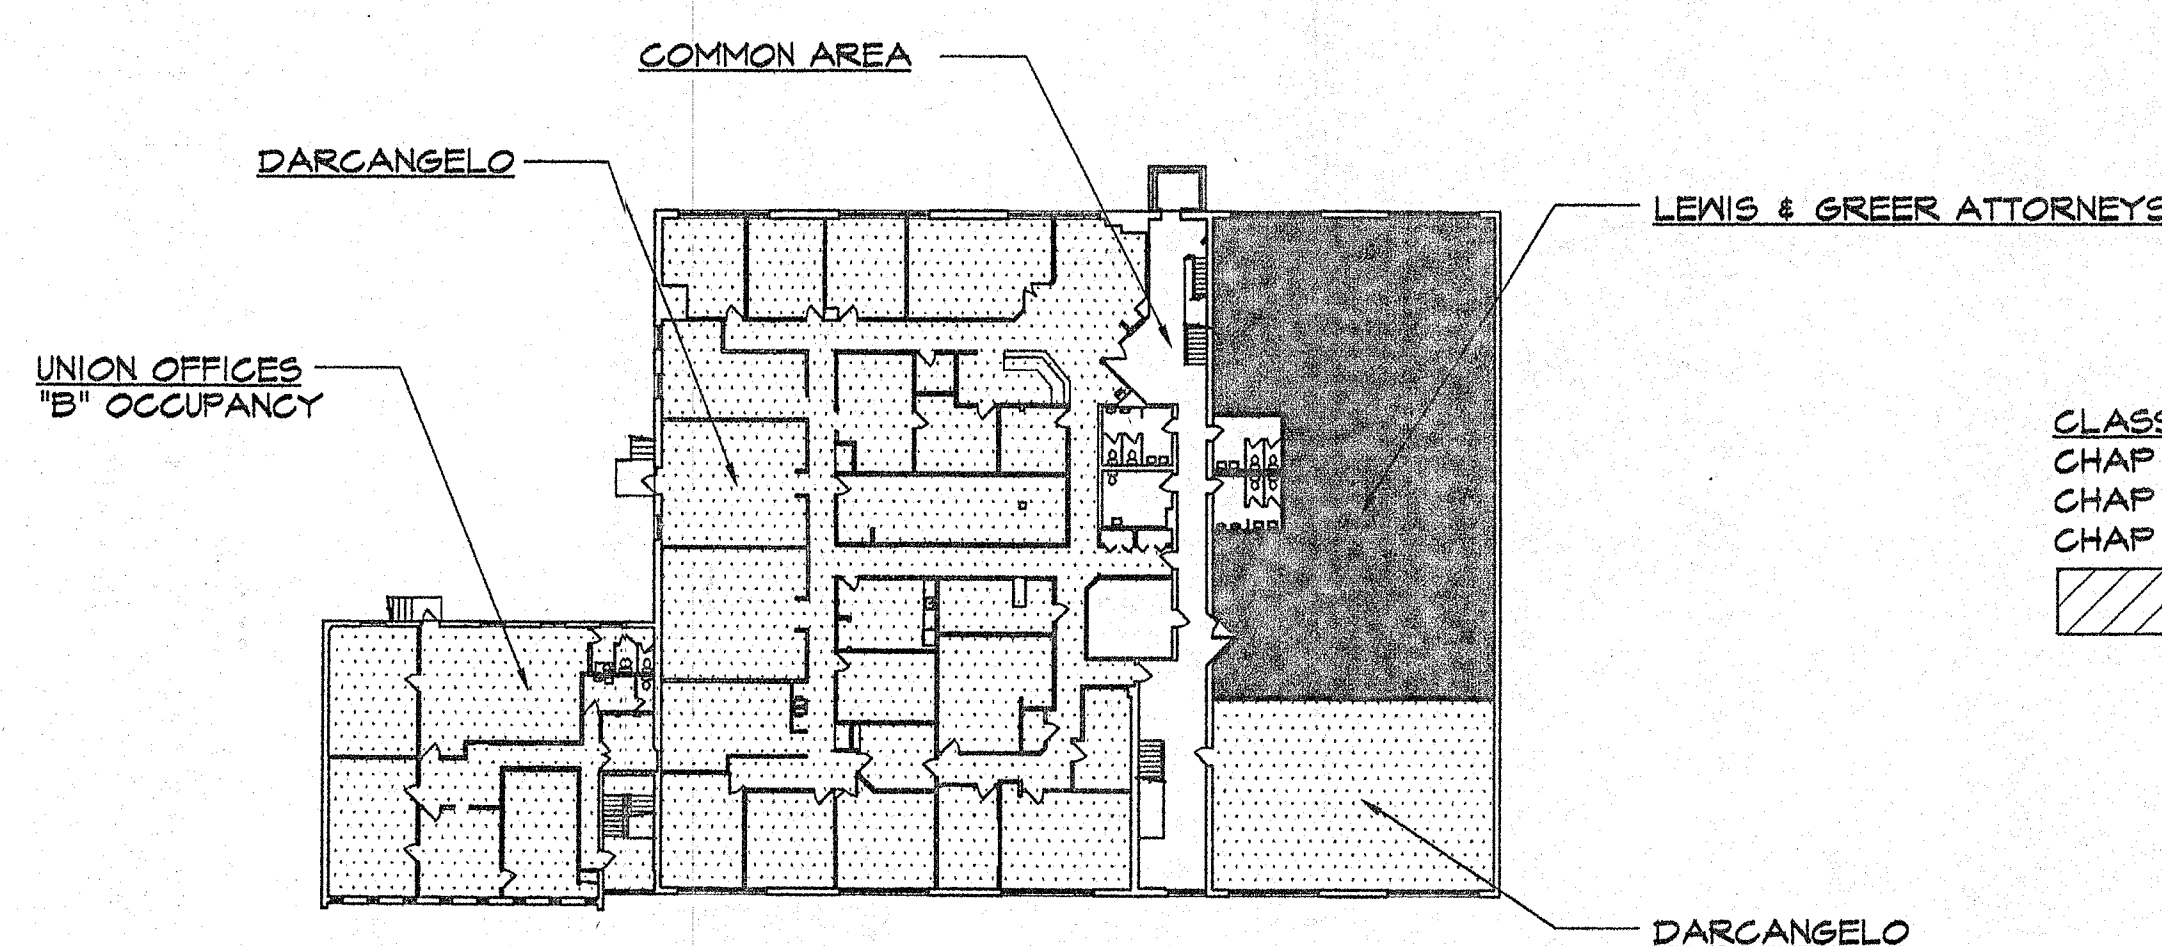 COMMON AREA
DARCANGELO
LEWIS & GREER ATTORNEYS
UNION OFFICES
"B" OCCUPANCY
CHAP
CHAP
CHAP
DARCANGELO